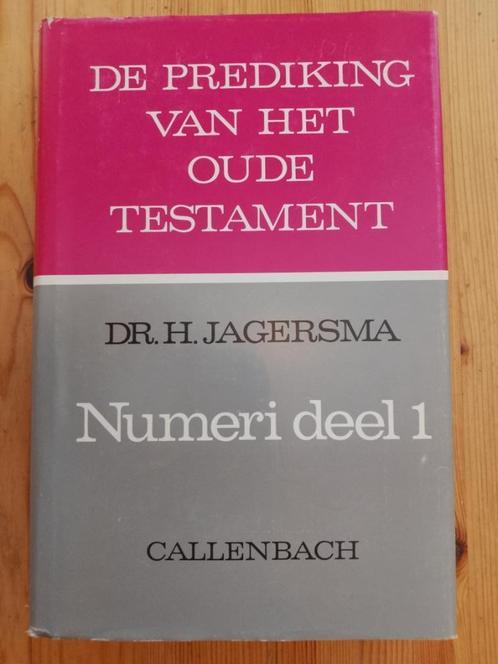 DE PREDIKING
VAN HET
OUDE
TESTAMENT
DR. H. JAGERSMA
Numeri deel 1
CALLENBACH